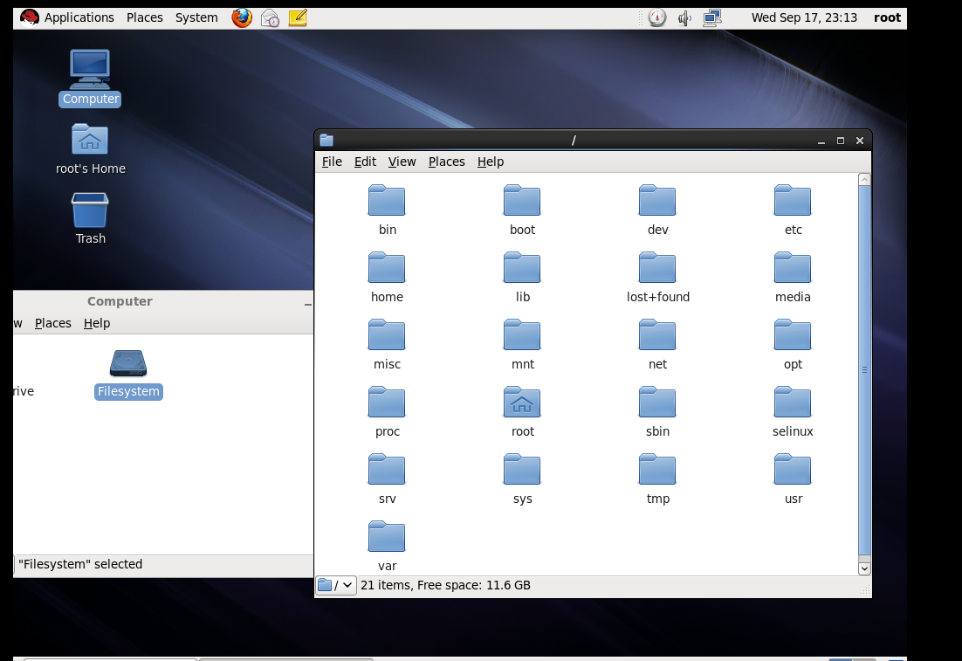 Applications Places System Wed Sep 17, 23:13 root
Computer
root's Home
Trash
/
File Edit View Places Help
bin boot dev etc
home lib lost+found media
misc mnt net opt
proc root sbin selinux
srv sys tmp usr
var
/ 21 items, Free space: 11.6 GB
Computer
w Places Help
rive Filesystem
"Filesystem" selected